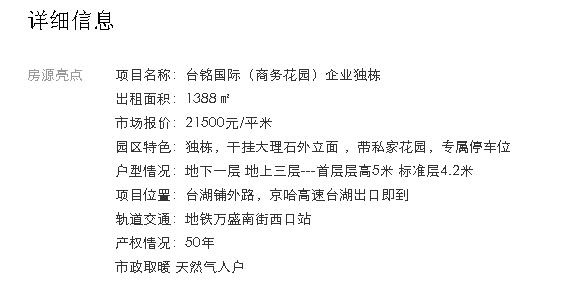 详细信息
房源亮点
项目名称：台铭国际（商务花园）企业独栋
出租面积：1388㎡
市场报价：21500元/平米
园区特色：独栋，干挂大理石外立面，带私家花园，专属停车位
户型情况：地下一层 地上三层---首层层高5米 标准层4.2米
项目位置：台湖铺外路，京哈高速台湖出口即到
轨道交通：地铁万盛南街西口站
产权情况：50年
市政取暖 天然气入户